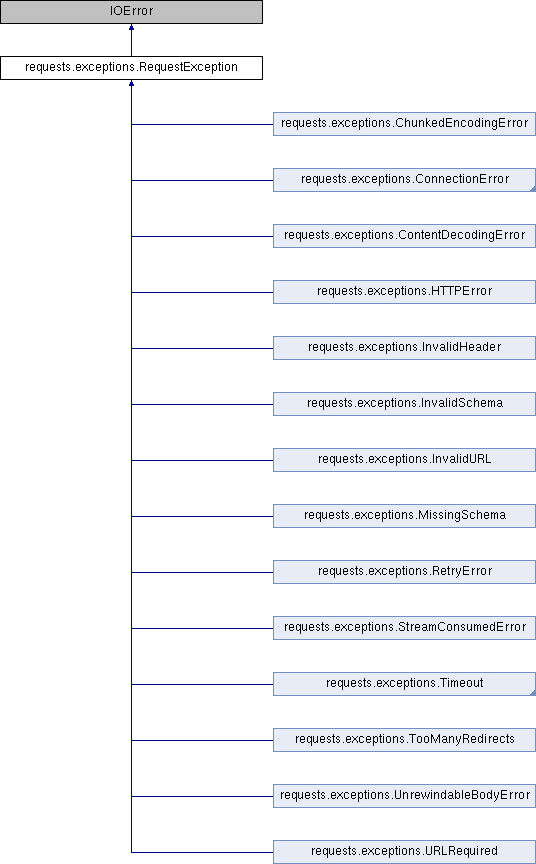 IOError
requests.exceptions.RequestException
requests.exceptions.ChunkedEncodingError
requests.exceptions.ConnectionError
requests.exceptions.ContentDecodingError
requests.exceptions.HTTPError
requests.exceptions.InvalidHeader
requests.exceptions.InvalidSchema
requests.exceptions.InvalidURL
requests.exceptions.MissingSchema
requests.exceptions.RetryError
requests.exceptions.StreamConsumedError
requests.exceptions.Timeout
requests.exceptions.TooManyRedirects
requests.exceptions.UnrewindableBodyError
requests.exceptions.URLRequired